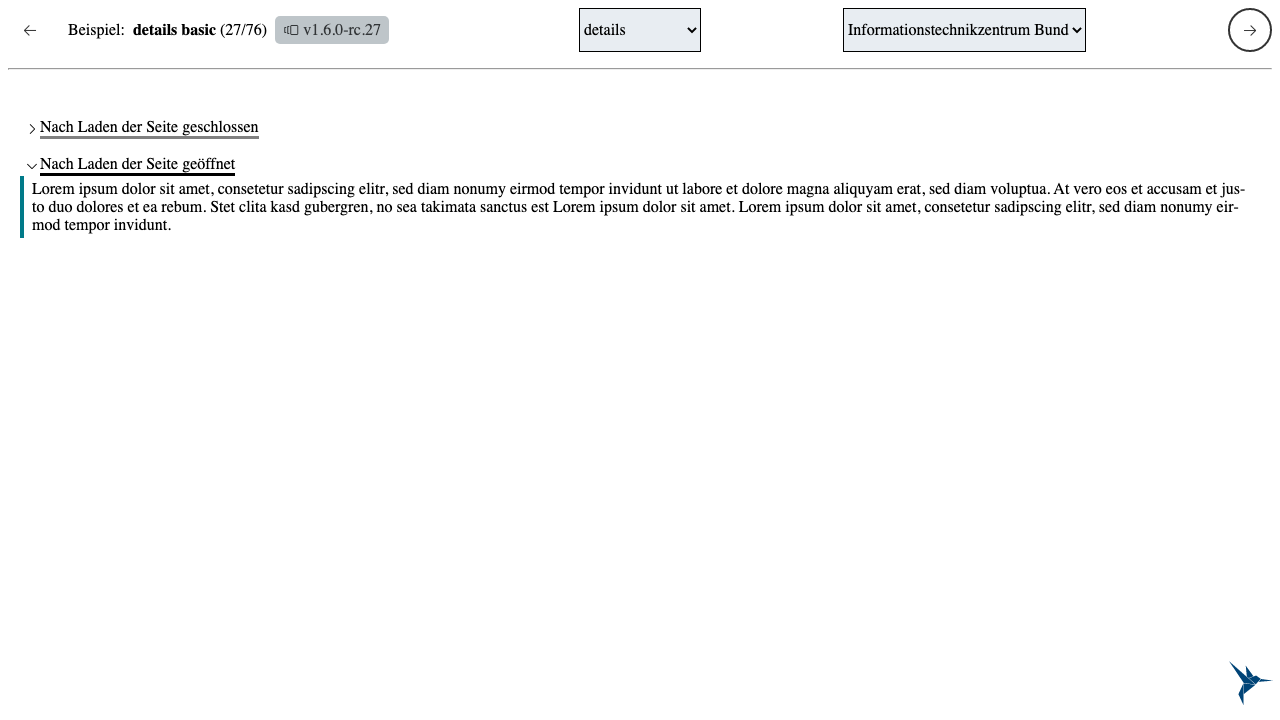 Beispiel: details basic (27/76) v1.6.0-rc.27 details Informationstechnikzentrum Bund
Nach Laden der Seite geschlossen
Nach Laden der Seite geöffnet
Lorem ipsum dolor sit amet, consetetur sadipscing elitr, sed diam nonumy eirmod tempor invidunt ut labore et dolore magna aliquyam erat, sed diam voluptua. At vero eos et accusam et jus-
to duo dolores et ea rebum. Stet clita kasd gubergren, no sea takimata sanctus est Lorem ipsum dolor sit amet. Lorem ipsum dolor sit amet, consetetur sadipscing elitr, sed diam nonumy eir-
mod tempor invidunt.